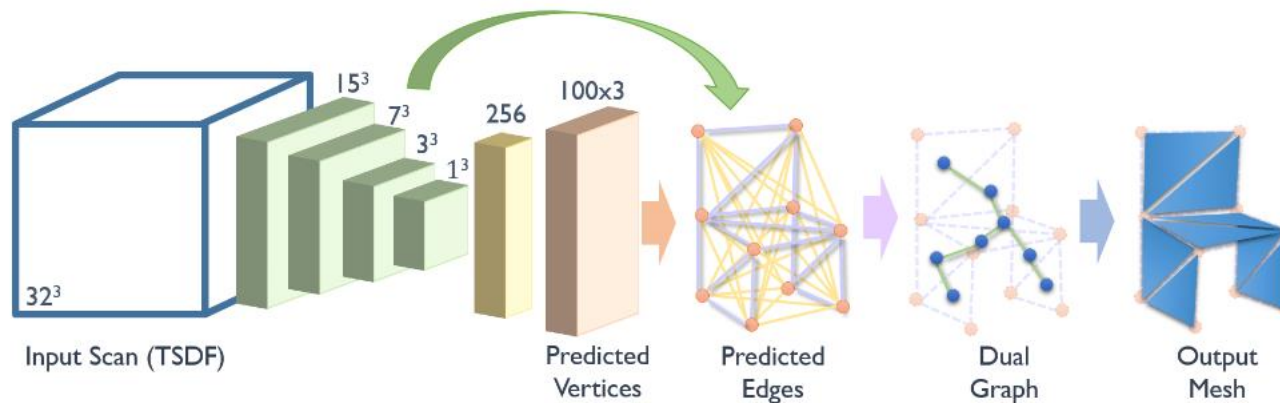 15³
7³
3³
1³
256
100x3
32³
Input Scan (TSDF)
Predicted
Vertices
Predicted
Edges
Dual
Graph
Output
Mesh